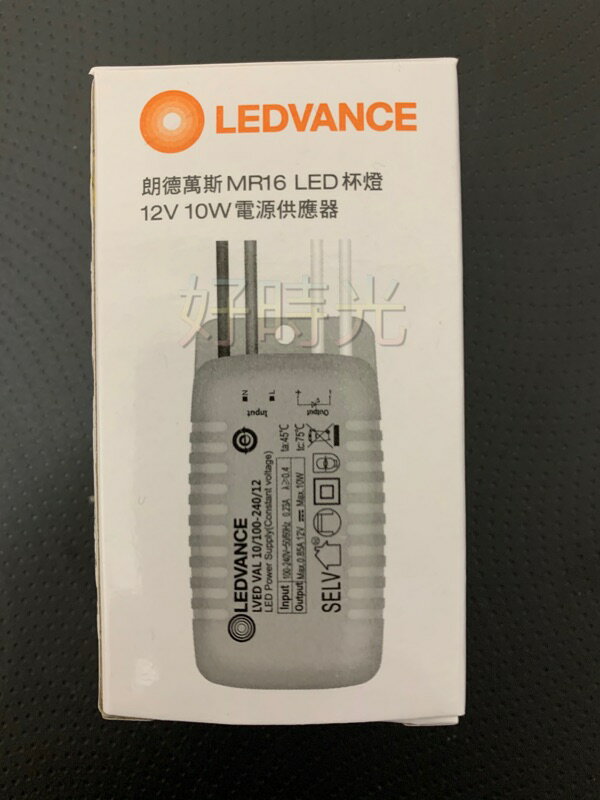 LEDVANCE
朗德萬斯MR16 LED杯燈
12V 10W電源供應器
好時光
N
L
Input
+
-
Output
ta:45℃
tc:75℃
LEDVANCE
LVED VAL 10/100-240/12
LED Power Supply(Constant voltage)
Input 100-240V~50/60Hz 0.25A λ≥0.4
Output Max.0.85A 12V Max.10W
SELV